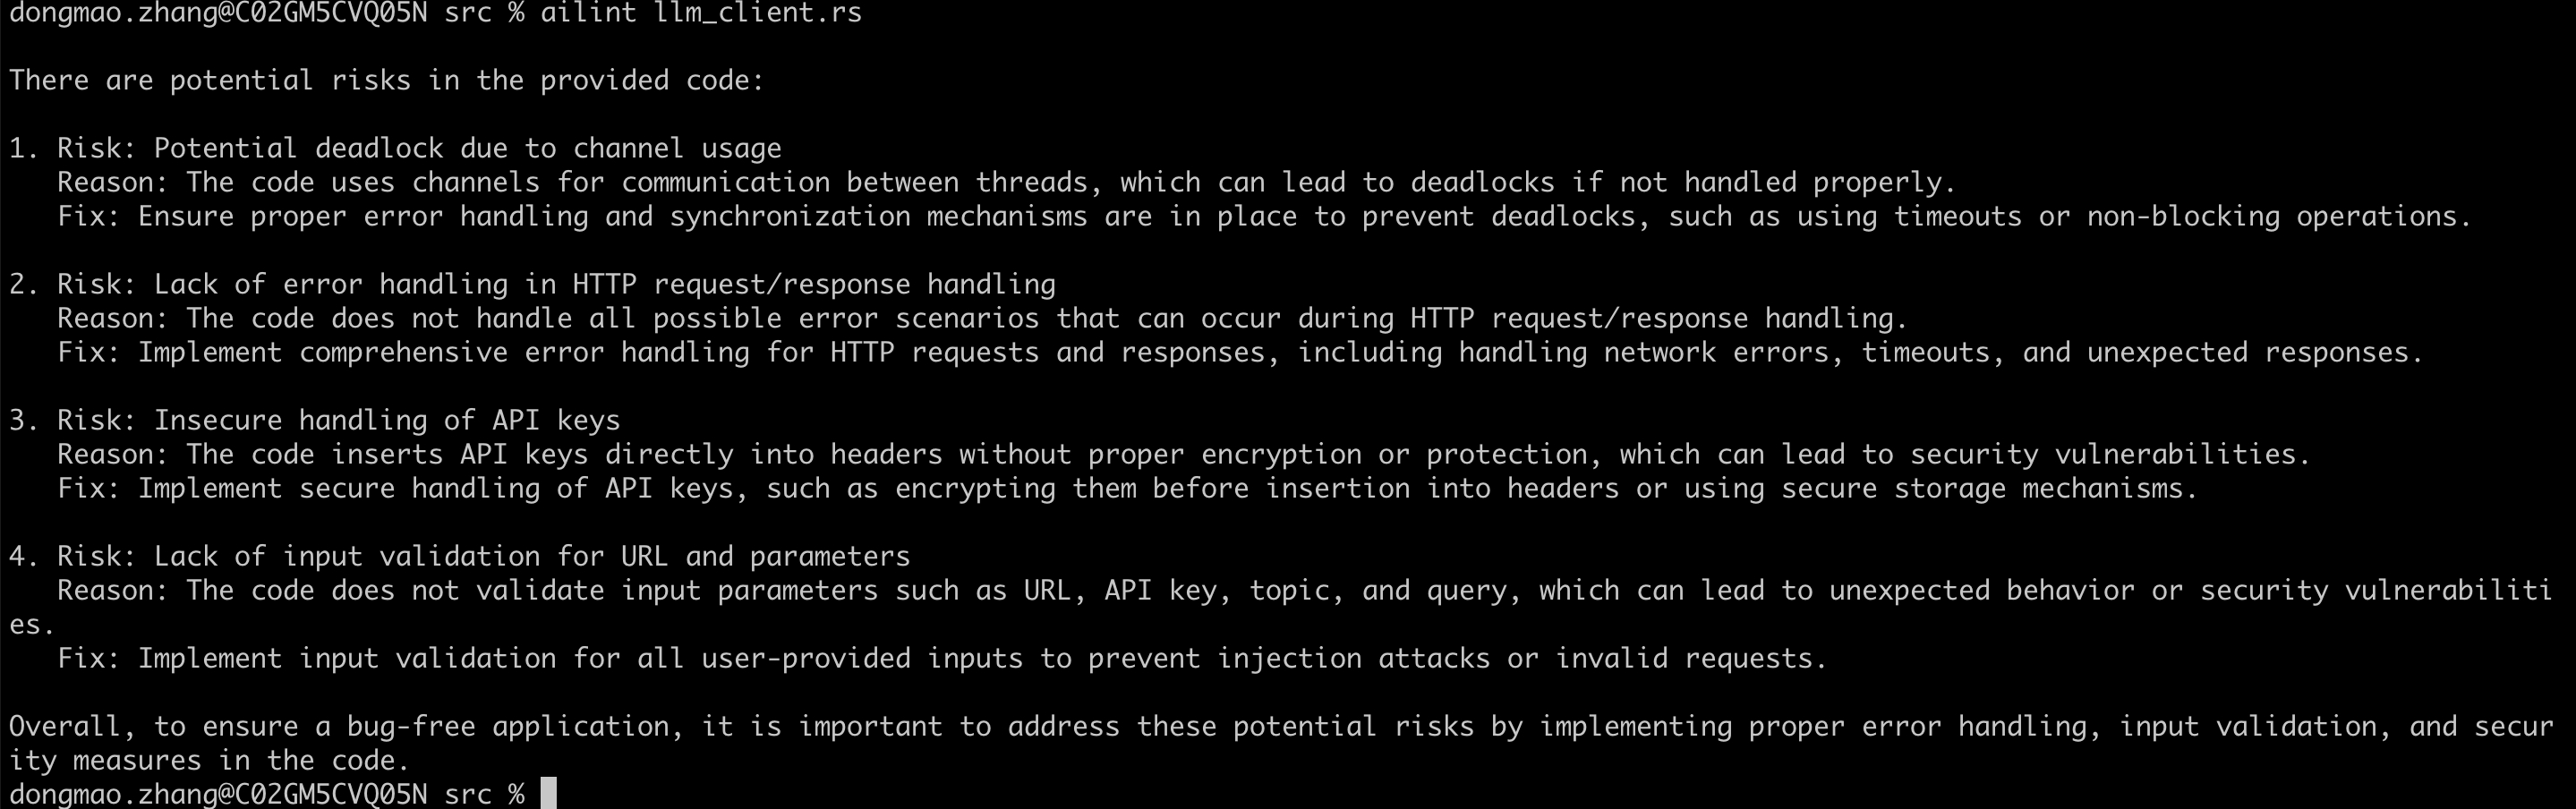 dongmao.zhang@C02GM5CVQ05N src % ailint llm_client.rs
There are potential risks in the provided code:
1. Risk: Potential deadlock due to channel usage
Reason: The code uses channels for communication between threads, which can lead to deadlocks if not handled properly.
Fix: Ensure proper error handling and synchronization mechanisms are in place to prevent deadlocks, such as using timeouts or non-blocking operations.
2. Risk: Lack of error handling in HTTP request/response handling
Reason: The code does not handle all possible error scenarios that can occur during HTTP request/response handling.
Fix: Implement comprehensive error handling for HTTP requests and responses, including handling network errors, timeouts, and unexpected responses.
3. Risk: Insecure handling of API keys
Reason: The code inserts API keys directly into headers without proper encryption or protection, which can lead to security vulnerabilities.
Fix: Implement secure handling of API keys, such as encrypting them before insertion into headers or using secure storage mechanisms.
4. Risk: Lack of input validation for URL and parameters
Reason: The code does not validate input parameters such as URL, API key, topic, and query, which can lead to unexpected behavior or security vulnerabiliti
es.
Fix: Implement input validation for all user-provided inputs to prevent injection attacks or invalid requests.
Overall, to ensure a bug-free application, it is important to address these potential risks by implementing proper error handling, input validation, and secur
ity measures in the code.
dongmao.zhang@C02GM5CVQ05N src %